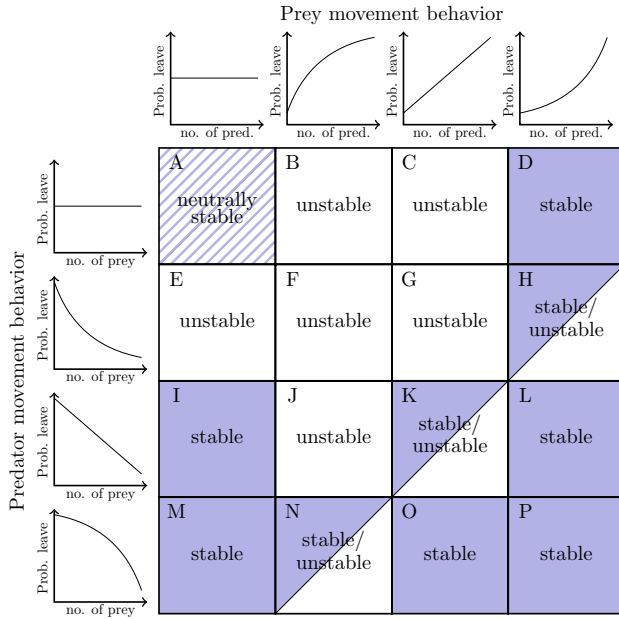 Prey movement behavior
Prob. leave
no. of pred.
Prob. leave
no. of pred.
Prob. leave
no. of pred.
Prob. leave
no. of pred.
Predator movement behavior
Prob. leave
no. of prey
A
neutrally
stable
B
unstable
C
unstable
D
stable
Prob. leave
no. of prey
E
unstable
F
unstable
G
unstable
H
stable/
unstable
Prob. leave
no. of prey
I
stable
J
unstable
K
stable/
unstable
L
stable
Prob. leave
no. of prey
M
stable
N
stable/
unstable
O
stable
P
stable